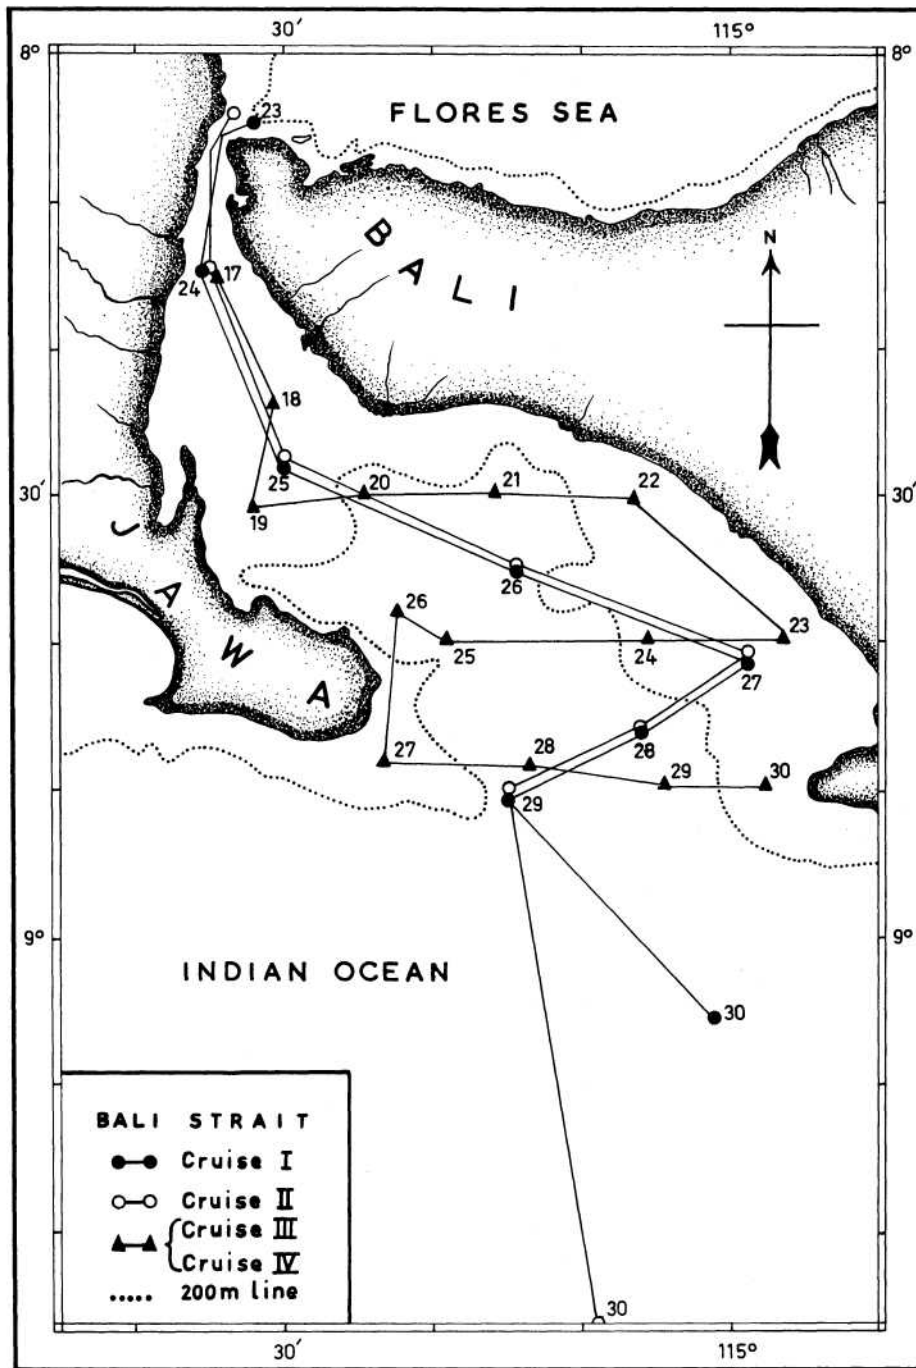 30′ 115°
8° 8°
FLORES SEA
23
BALI
N
24 17
18
25 20 21 22
30′ 30′
19
JAWA
26
26 23
25 24
27
28
27 28 29 30
29
9° 9°
INDIAN OCEAN
30
BALI STRAIT
Cruise I
Cruise II
Cruise III
Cruise IV
200m line
30
30′ 115°